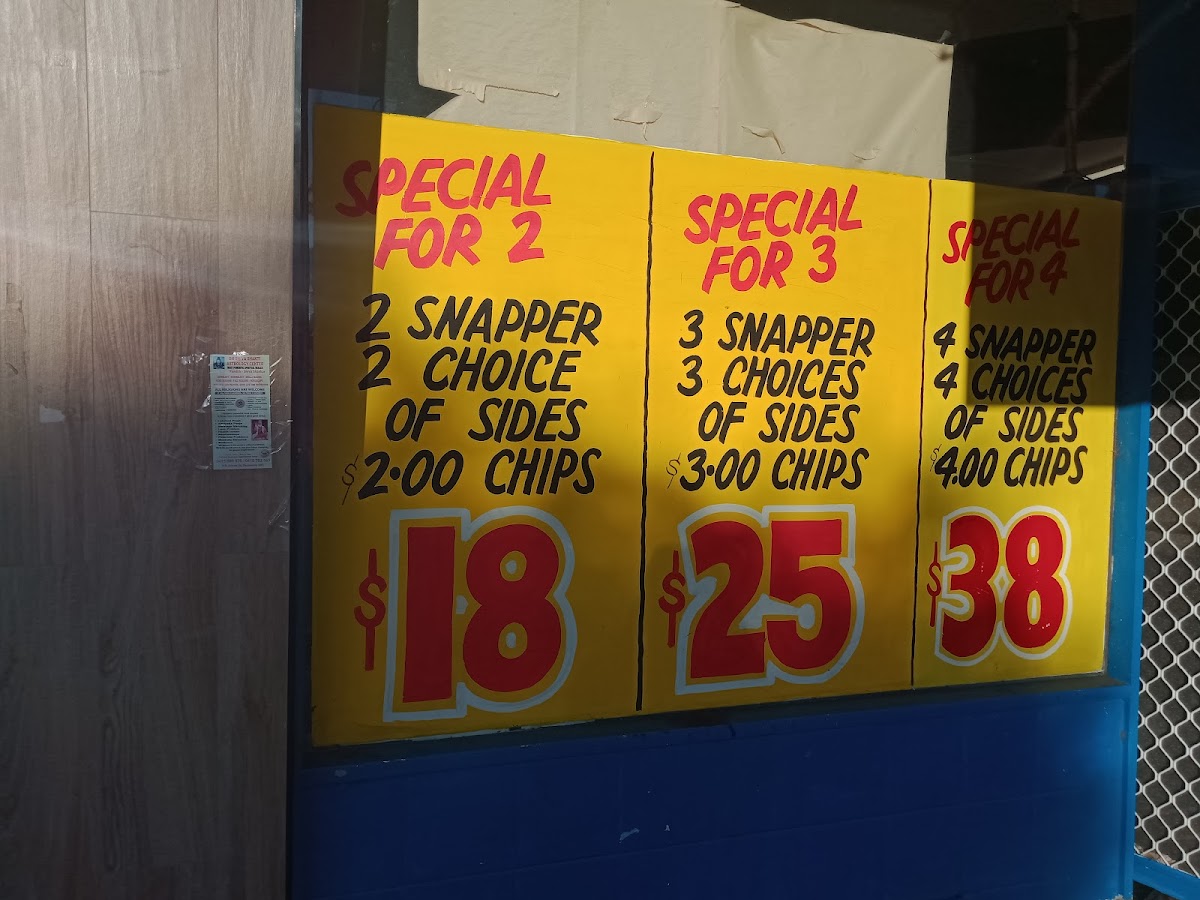 SPECIAL
FOR 2
2 SNAPPER
2 CHOICE
OF SIDES
$2.00 CHIPS
$18
SPECIAL
FOR 3
3 SNAPPER
3 CHOICES
OF SIDES
$3.00 CHIPS
$25
SPECIAL
FOR 4
4 SNAPPER
4 CHOICES
OF SIDES
$4.00 CHIPS
$38